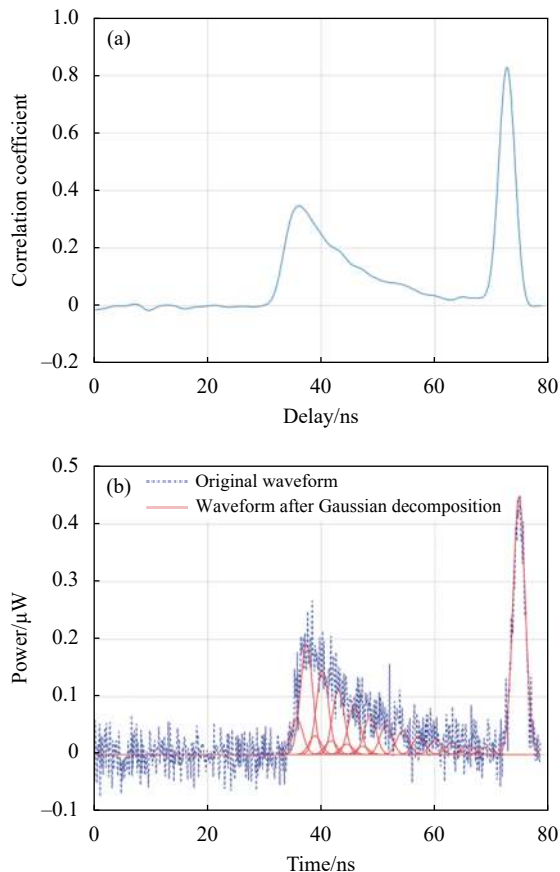 1.0
(a)
0.8
0.6
0.4
0.2
0
–0.2
Correlation coefficient
0 20 40 60 80
Delay/ns
0.5
(b)
Original waveform
Waveform after Gaussian decomposition
0.4
0.3
0.2
0.1
0
–0.1
Power/μW
0 20 40 60 80
Time/ns